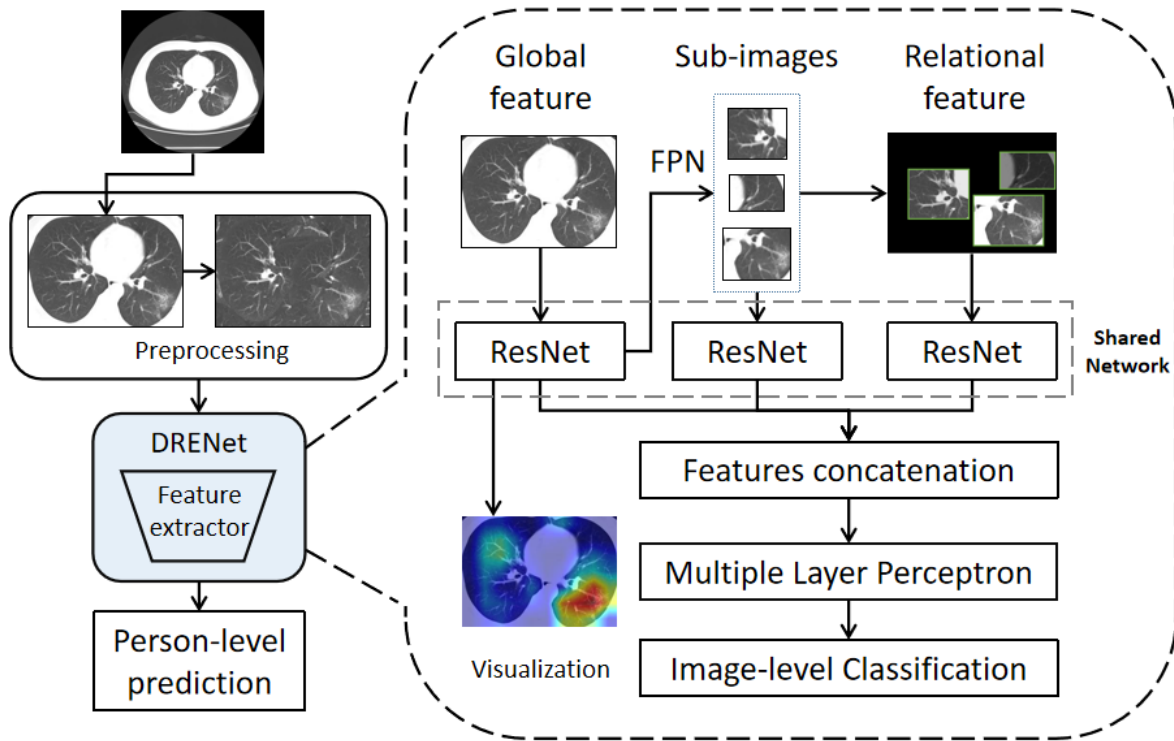 Preprocessing
DRENet
Feature
extractor
Person-level
prediction
Global
feature
Sub-images
Relational
feature
FPN
ResNet
ResNet
ResNet
Shared
Network
Features concatenation
Multiple Layer Perceptron
Image-level Classification
Visualization